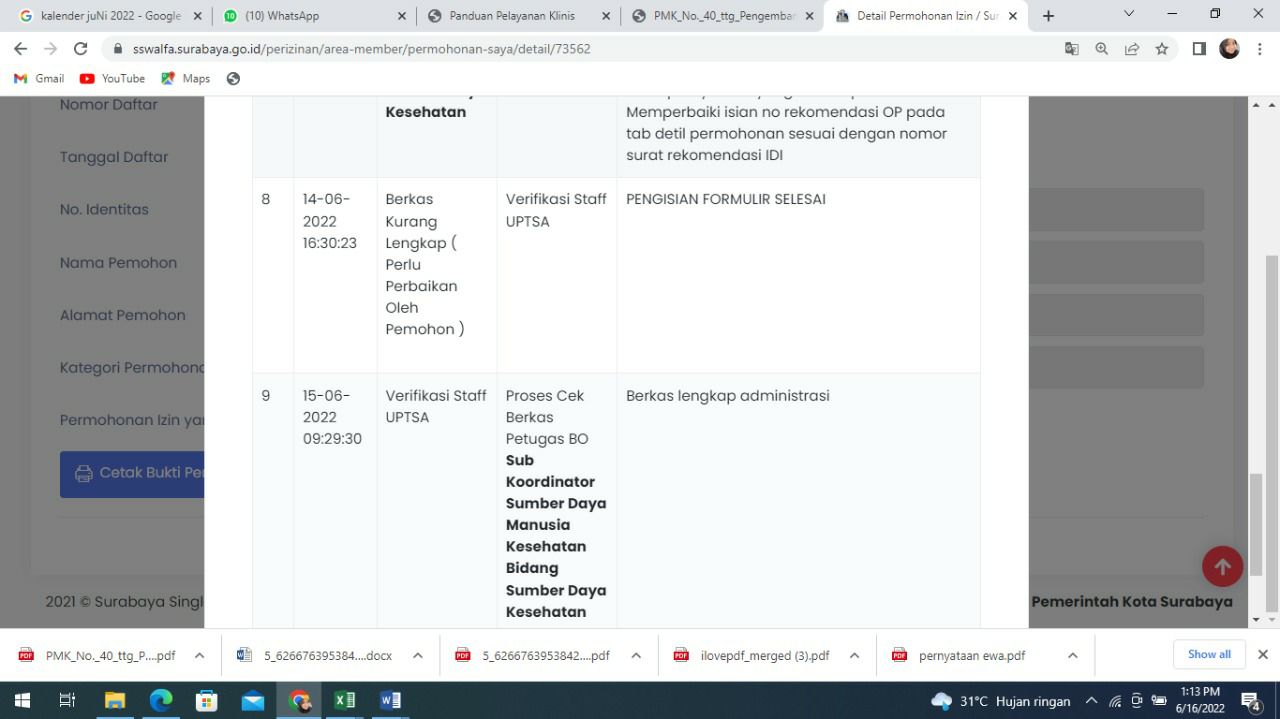 kalender juNi 2022 - Google
(10) WhatsApp
Panduan Pelayanan Klinis
PMK_No._40_ttg_Pengembar
Detail Permohonan Izin / Sur
sswalfa.surabaya.go.id/perizinan/area-member/permohonan-saya/detail/73562
Gmail
YouTube
Maps
Nomor Daftar
Tanggal Daftar
No. Identitas
Nama Pemohon
Alamat Pemohon
Kategori Permohona
Permohonan Izin ya
Cetak Bukti Pe
2021 © Surabaya Singl
Kesehatan
Memperbaiki isian no rekomendasi OP pada
tab detil permohonan sesuai dengan nomor
surat rekomendasi IDI
8
14-06-
2022
16:30:23
Berkas
Kurang
Lengkap (
Perlu
Perbaikan
Oleh
Pemohon )
Verifikasi Staff
UPTSA
PENGISIAN FORMULIR SELESAI
9
15-06-
2022
09:29:30
Verifikasi Staff
UPTSA
Proses Cek
Berkas
Petugas BO
Sub
Koordinator
Sumber Daya
Manusia
Kesehatan
Bidang
Sumber Daya
Kesehatan
Berkas lengkap administrasi
Pemerintah Kota Surabaya
PMK_No._40_ttg_P....pdf
5_626676395384....docx
5_6266763953842....pdf
ilovepdf_merged (3).pdf
pernyataan ewa.pdf
Show all
31°C Hujan ringan
1:13 PM
6/16/2022
4